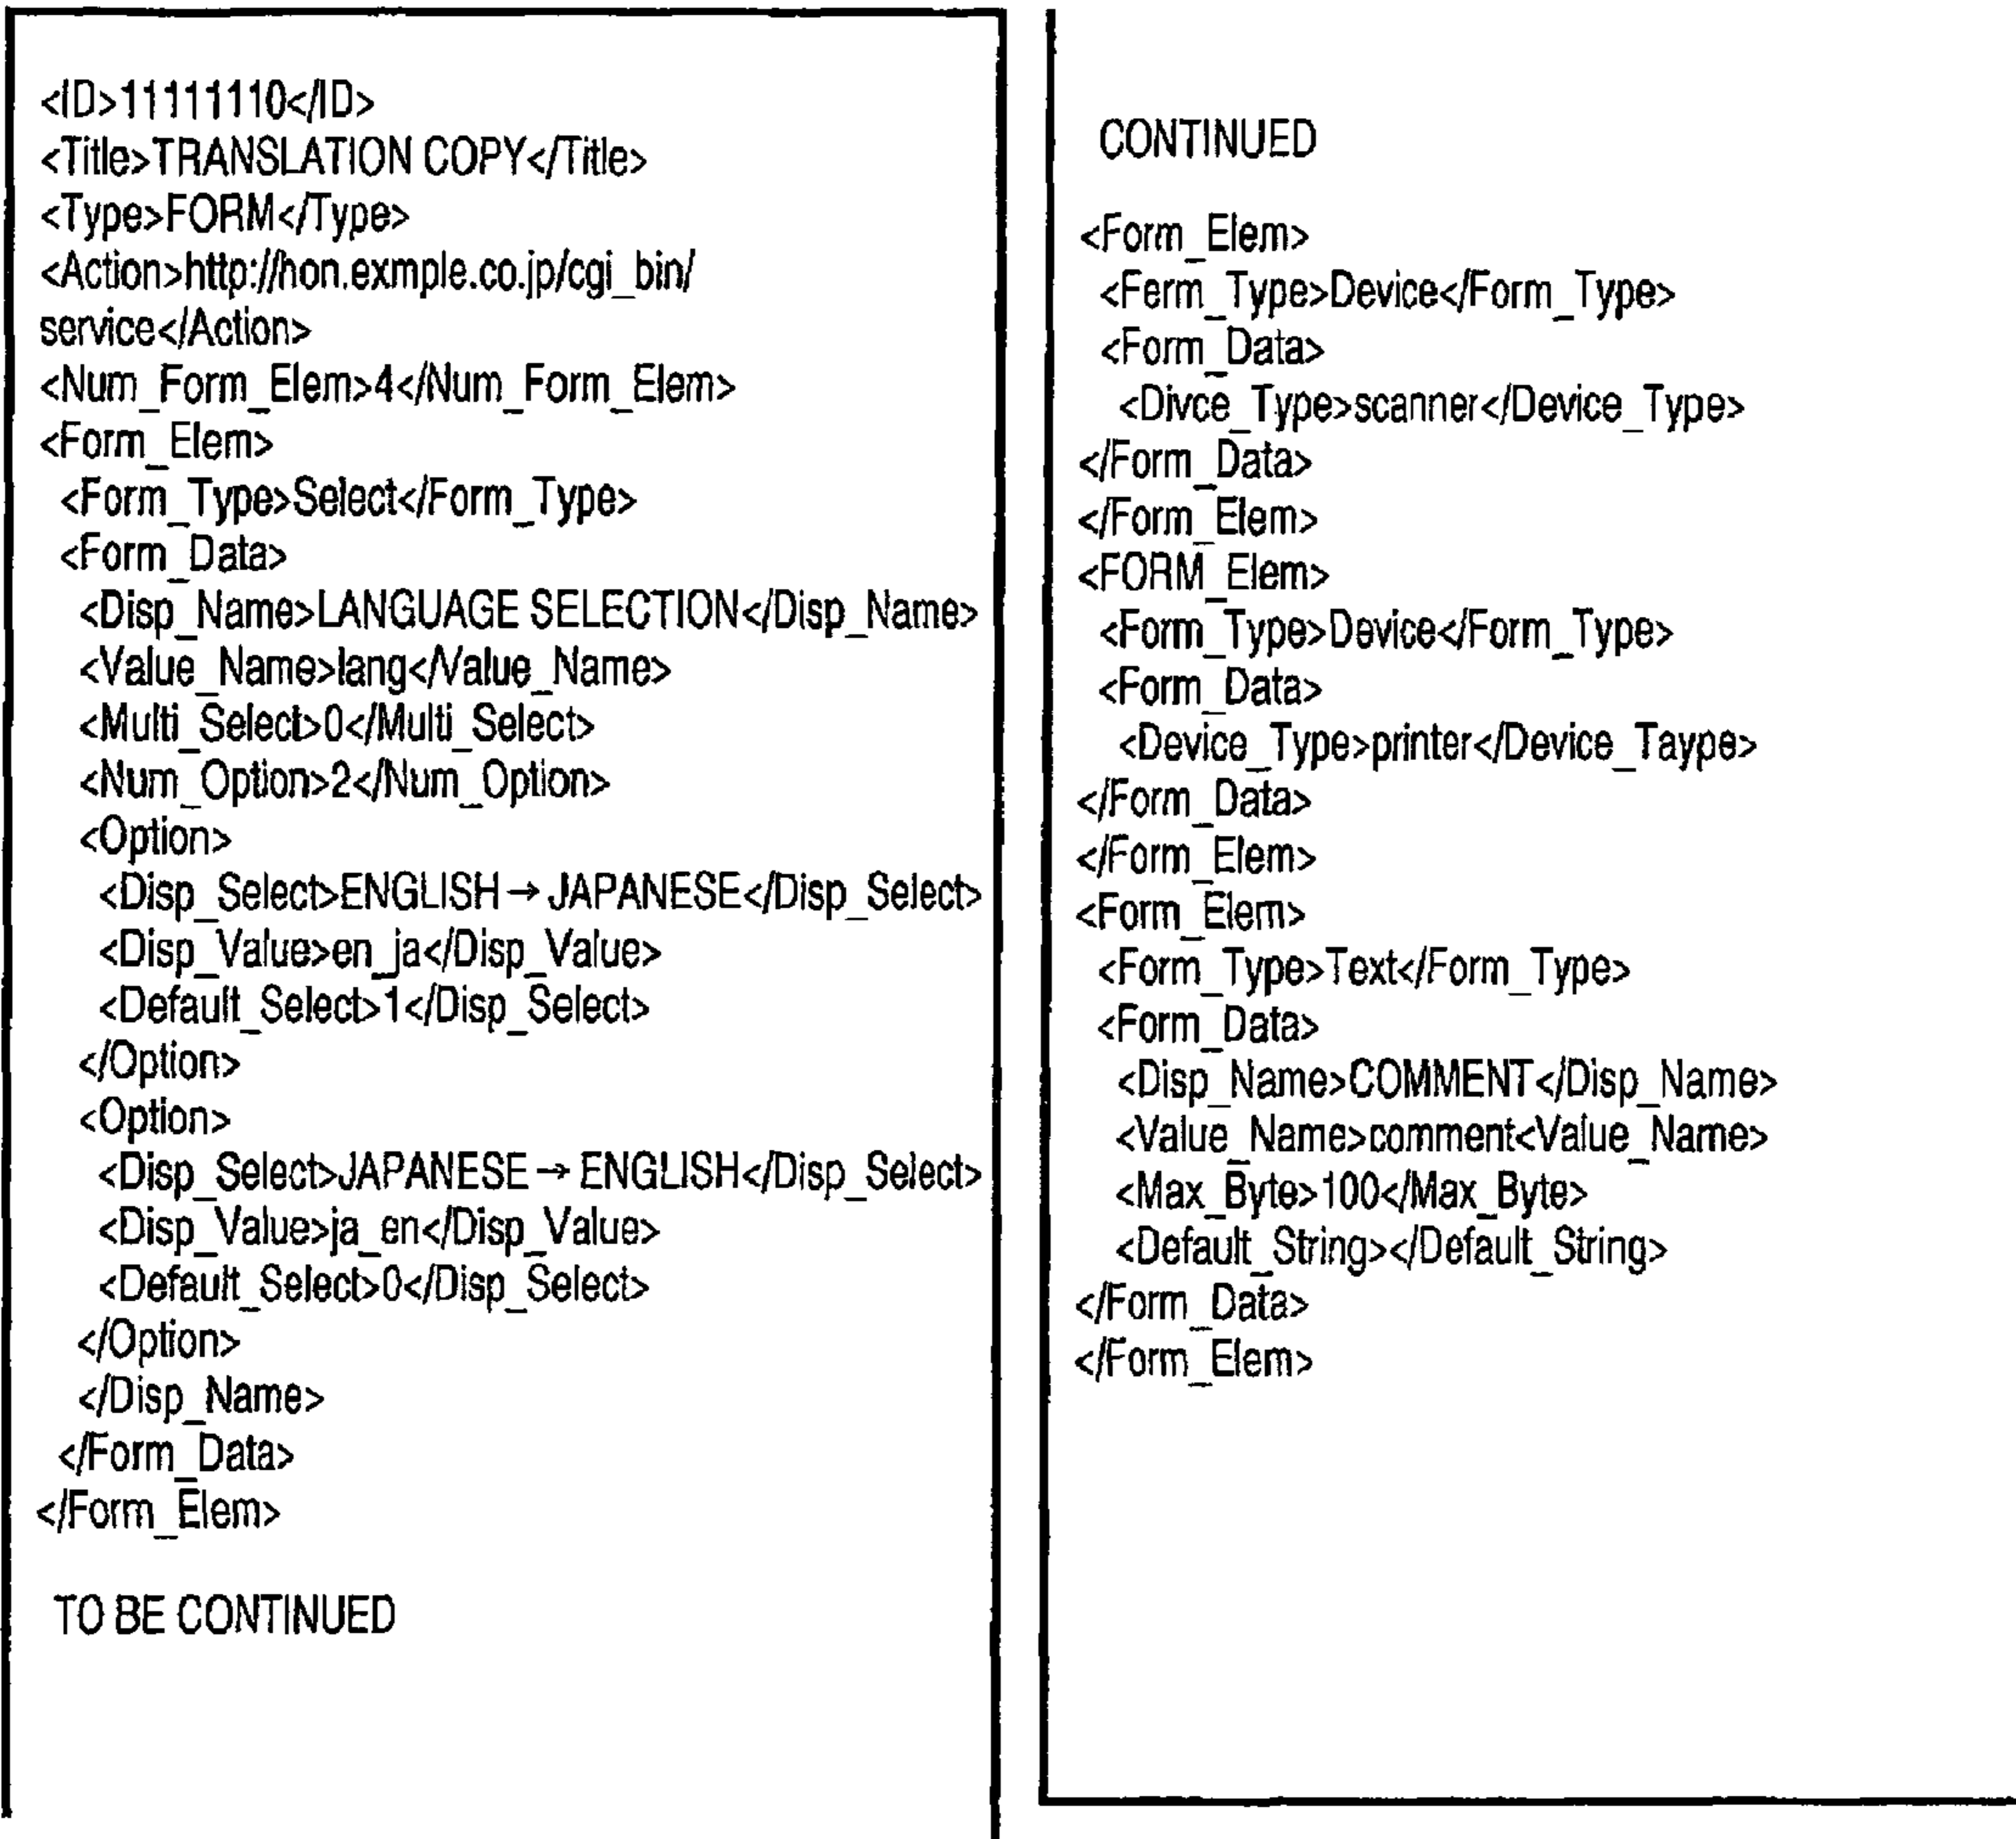 <ID>11111110</ID>
<Title>TRANSLATION COPY</Title>
<Type>FORM</Type>
<Action>http://hon.exmple.co.jp/cgi_bin/
service</Action>
<Num_Form_Elem>4</Num_Form_Elem>
<Form_Elem>
<Form_Type>Select</Form_Type>
<Form_Data>
<Disp_Name>LANGUAGE SELECTION</Disp_Name>
<Value_Name>lang</Value_Name>
<Multi_Select>0</Multi_Select>
<Num_Option>2</Num_Option>
<Option>
<Disp_Select>ENGLISH → JAPANESE</Disp_Select>
<Disp_Value>en_ja</Disp_Value>
<Default_Select>1</Disp_Select>
</Option>
<Option>
<Disp_Select>JAPANESE → ENGLISH</Disp_Select>
<Disp_Value>ja_en</Disp_Value>
<Default_Select>0</Disp_Select>
</Option>
</Disp_Name>
</Form_Data>
</Form_Elem>
TO BE CONTINUED
CONTINUED
<Form_Elem>
<Ferm_Type>Device</Form_Type>
<Form_Data>
<Divce_Type>scanner</Device_Type>
</Form_Data>
</Form_Elem>
<FORM_Elem>
<Form_Type>Device</Form_Type>
<Form_Data>
<Device_Type>printer</Device_Taype>
</Form_Data>
</Form_Elem>
<Form_Elem>
<Form_Type>Text</Form_Type>
<Form_Data>
<Disp_Name>COMMENT</Disp_Name>
<Value_Name>comment<Value_Name>
<Max_Byte>100</Max_Byte>
<Default_String></Default_String>
</Form_Data>
</Form_Elem>